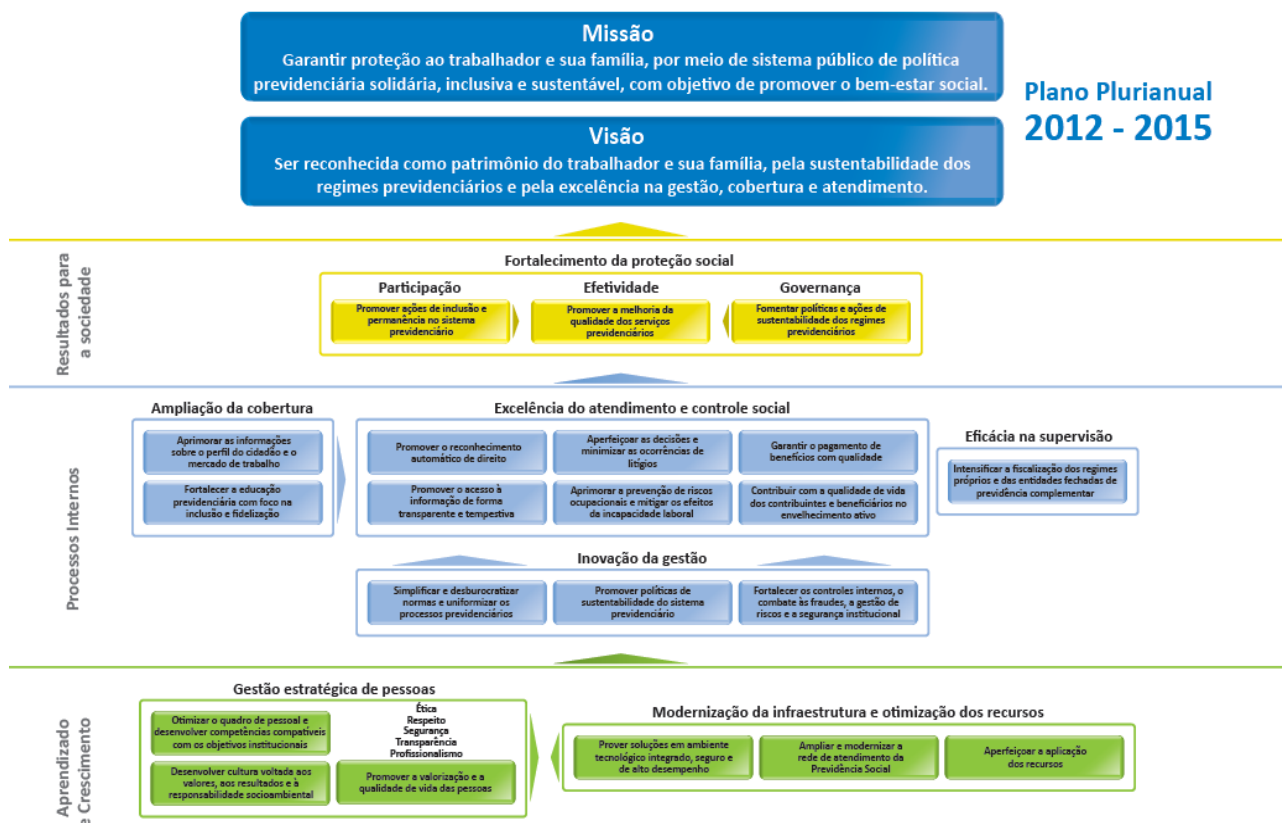 Missão
Garantir proteção ao trabalhador e sua família, por meio de sistema público de política
previdenciária solidária, inclusiva e sustentável, com objetivo de promover o bem-estar social.
Plano Plurianual
2012 - 2015
Visão
Ser reconhecida como patrimônio do trabalhador e sua família, pela sustentabilidade dos
regimes previdenciários e pela excelência na gestão, cobertura e atendimento.
Resultados para
a sociedade
Fortalecimento da proteção social
Participação
Promover ações de inclusão e
permanência no sistema
previdenciário
Efetividade
Promover a melhoria da
qualidade dos serviços
previdenciários
Governança
Fomentar políticas e ações de
sustentabilidade dos regimes
previdenciários
Processos Internos
Ampliação da cobertura
Aprimorar as informações
sobre o perfil do cidadão e o
mercado de trabalho
Fortalecer a educação
previdenciária com foco na
inclusão e fidelização
Excelência do atendimento e controle social
Promover o reconhecimento
automático de direito
Aperfeiçoar as decisões e
minimizar as ocorrências de
litígios
Garantir o pagamento de
benefícios com qualidade
Promover o acesso à
informação de forma
transparente e tempestiva
Aprimorar a prevenção de riscos
ocupacionais e mitigar os efeitos
da incapacidade laboral
Contribuir com a qualidade de vida
dos contribuintes e beneficiários no
envelhecimento ativo
Eficácia na supervisão
Intensificar a fiscalização dos regimes
próprios e das entidades fechadas de
previdência complementar
Inovação da gestão
Simplificar e desburocratizar
normas e uniformizar os
processos previdenciários
Promover políticas de
sustentabilidade do sistema
previdenciário
Fortalecer os controles internos, o
combate às fraudes, a gestão de
riscos e a segurança institucional
Aprendizado
e Crescimento
Gestão estratégica de pessoas
Otimizar o quadro de pessoal e
desenvolver competências compatíveis
com os objetivos institucionais
Ética
Respeito
Segurança
Transparência
Profissionalismo
Desenvolver cultura voltada aos
valores, aos resultados e à
responsabilidade socioambiental
Promover a valorização e a
qualidade de vida das pessoas
Modernização da infraestrutura e otimização dos recursos
Prover soluções em ambiente
tecnológico integrado, seguro e
de alto desempenho
Ampliar e modernizar a
rede de atendimento da
Previdência Social
Aperfeiçoar a aplicação
dos recursos